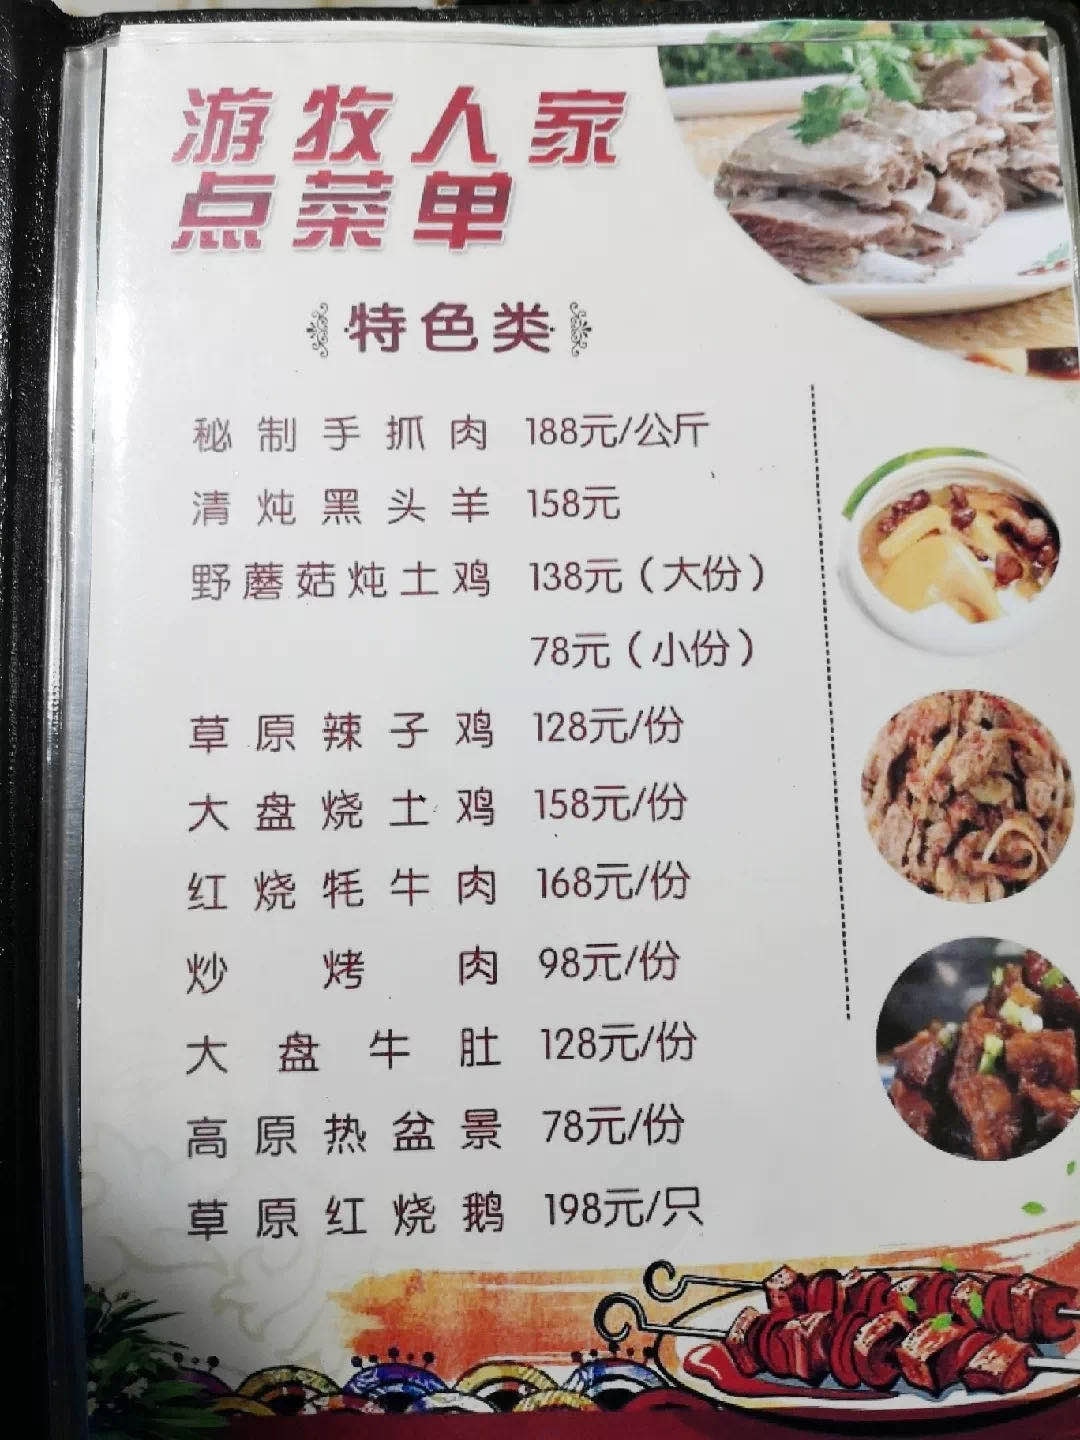 游牧人家
点菜单
特色类
秘制手抓肉 188元/公斤
清炖黑头羊 158元
野蘑菇炖土鸡 138元（大份）
78元（小份）
草原辣子鸡 128元/份
大盘烧土鸡 158元/份
红烧牦牛肉 168元/份
炒烤肉 98元/份
大盘牛肚 128元/份
高原热盆景 78元/份
草原红烧鹅 198元/只